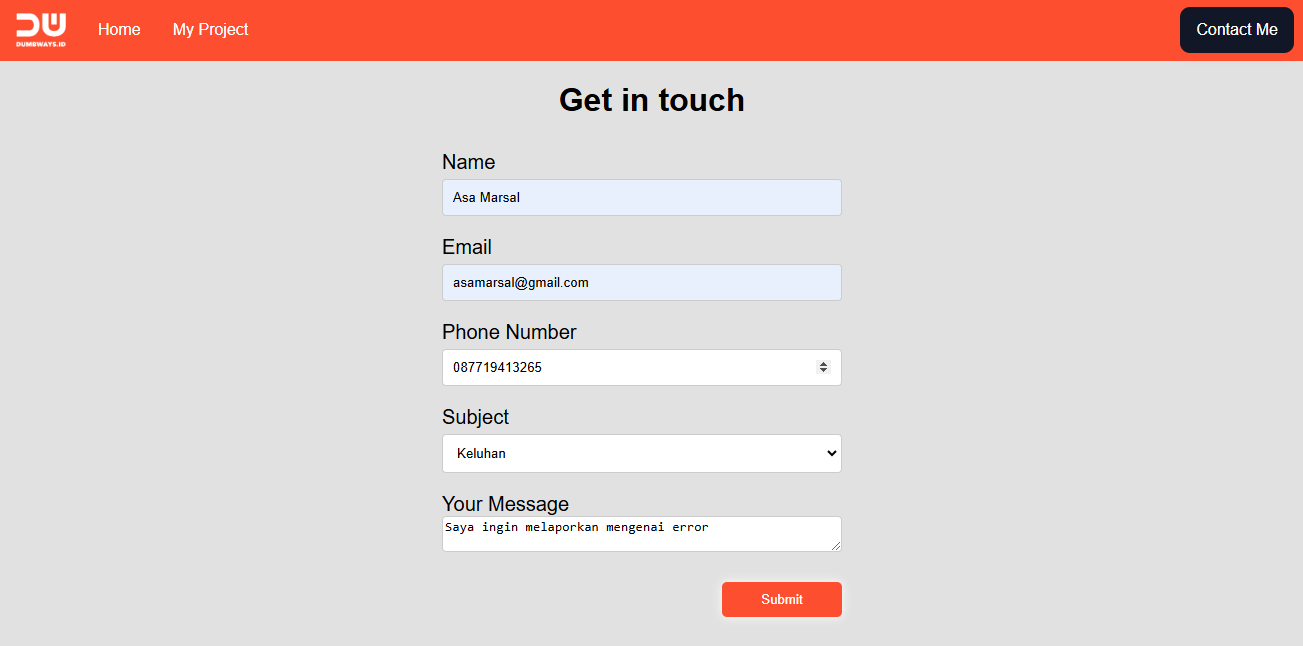 DW
DUMBWAYS.ID
Home
My Project
Contact Me
Get in touch
Name
Asa Marsal
Email
asamarsal@gmail.com
Phone Number
087719413265
Subject
Keluhan
Your Message
Saya ingin melaporkan mengenai error
Submit